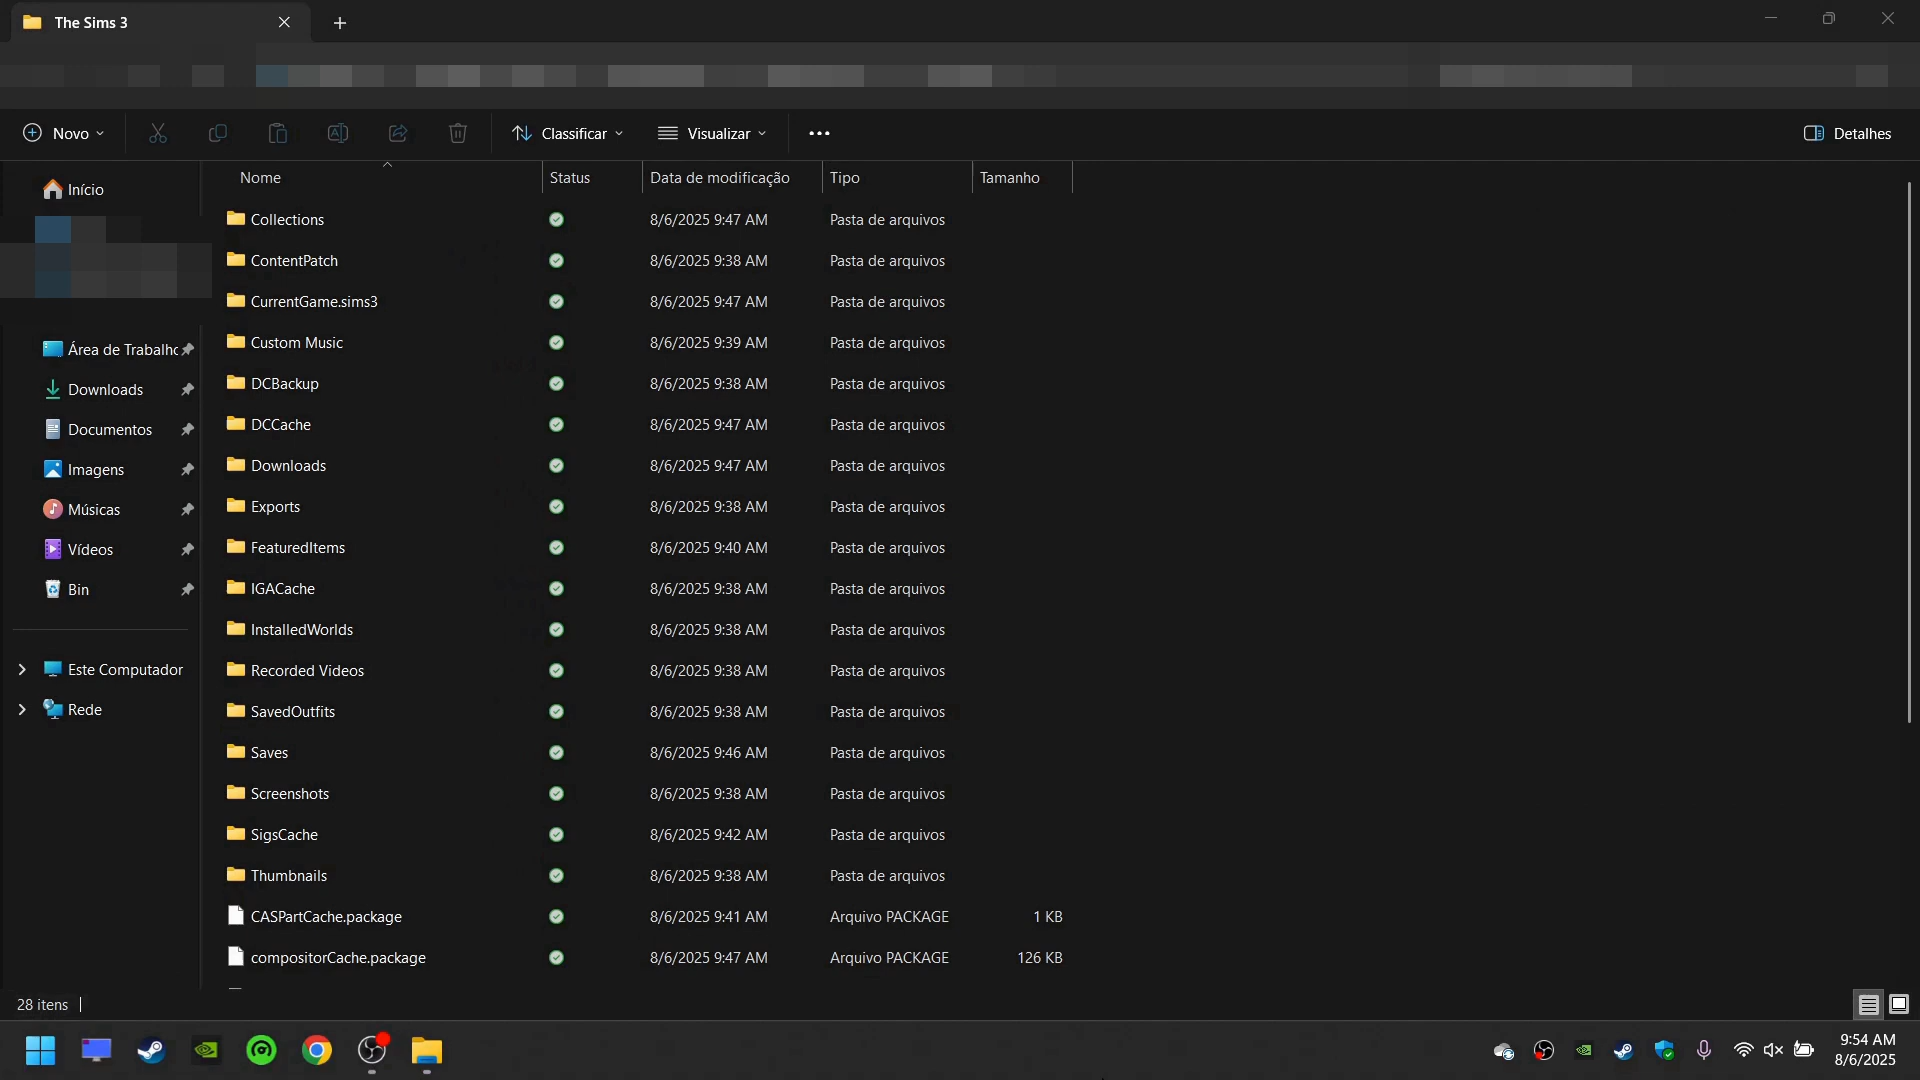 The Sims 3
Novo
Classificar
Visualizar
Detalhes
Nome Status Data de modificação Tipo Tamanho
Início
Área de Trabalho
Downloads
Documentos
Imagens
Músicas
Vídeos
Bin
Este Computador
Rede
Collections 8/6/2025 9:47 AM Pasta de arquivos
ContentPatch 8/6/2025 9:38 AM Pasta de arquivos
CurrentGame.sims3 8/6/2025 9:47 AM Pasta de arquivos
Custom Music 8/6/2025 9:39 AM Pasta de arquivos
DCBackup 8/6/2025 9:38 AM Pasta de arquivos
DCCache 8/6/2025 9:47 AM Pasta de arquivos
Downloads 8/6/2025 9:47 AM Pasta de arquivos
Exports 8/6/2025 9:38 AM Pasta de arquivos
FeaturedItems 8/6/2025 9:40 AM Pasta de arquivos
IGACache 8/6/2025 9:38 AM Pasta de arquivos
InstalledWorlds 8/6/2025 9:38 AM Pasta de arquivos
Recorded Videos 8/6/2025 9:38 AM Pasta de arquivos
SavedOutfits 8/6/2025 9:38 AM Pasta de arquivos
Saves 8/6/2025 9:46 AM Pasta de arquivos
Screenshots 8/6/2025 9:38 AM Pasta de arquivos
SigsCache 8/6/2025 9:42 AM Pasta de arquivos
Thumbnails 8/6/2025 9:38 AM Pasta de arquivos
CASPartCache.package 8/6/2025 9:41 AM Arquivo PACKAGE 1 KB
compositorCache.package 8/6/2025 9:47 AM Arquivo PACKAGE 126 KB
28 itens
9:54 AM
8/6/2025